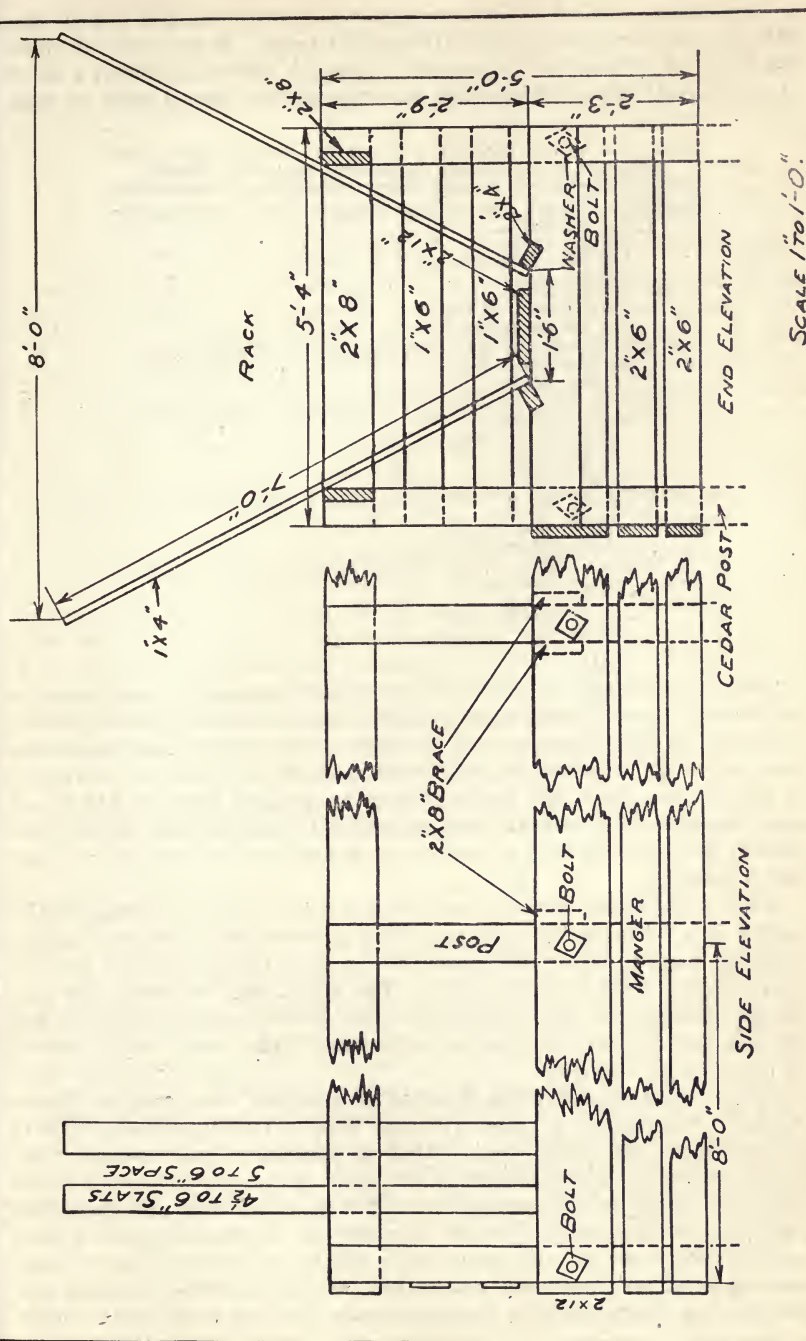 8'-0"
RACK
5'-0"
2'-9"
2'-3"
2"X8"
5'-4"
2"X8"
1"X6"
2"X12"
2"X4"
1"X6"
1'-6"
WASHER
BOLT
2"X6"
2"X6"
7'-0"
1"X4"
END ELEVATION
SCALE 1" TO 1'-0".
CEDAR POST
2"X8" BRACE
BOLT
POST
MANGER
SIDE ELEVATION
5 TO 6" SPACE
4½" TO 6" SLATS
BOLT
8'-0"
2X12